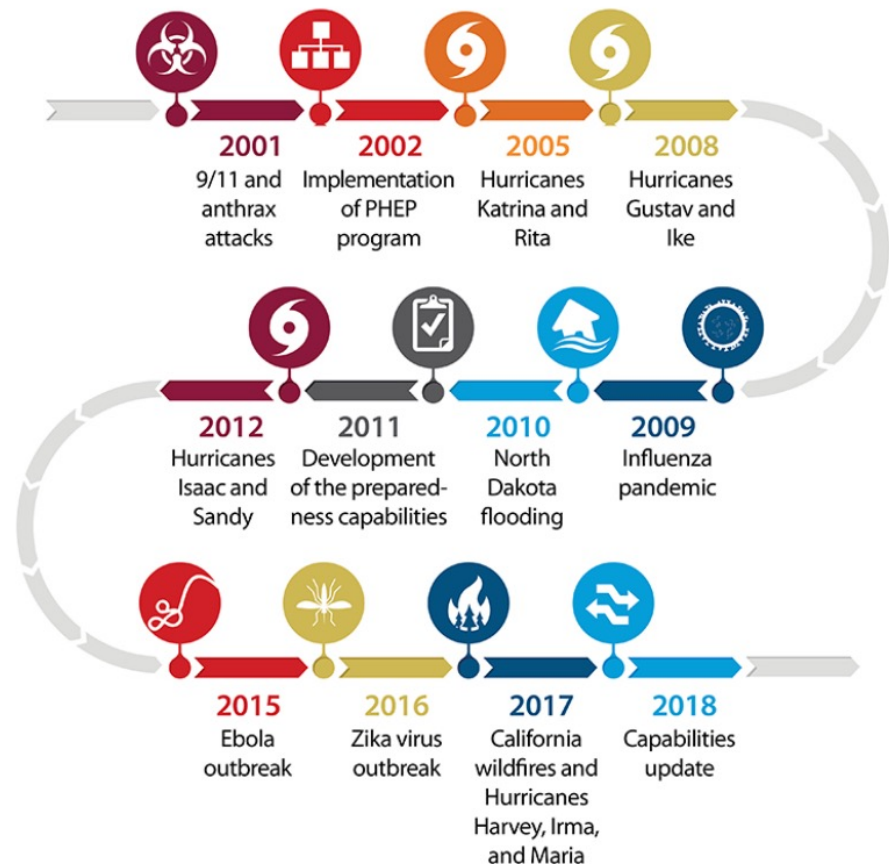 2001
9/11 and
anthrax
attacks
2002
Implementation
of PHEP
program
2005
Hurricanes
Katrina and
Rita
2008
Hurricanes
Gustav and
Ike
2009
Influenza
pandemic
2010
North
Dakota
flooding
2011
Development
of the prepared-
ness capabilities
2012
Hurricanes
Isaac and
Sandy
2015
Ebola
outbreak
2016
Zika virus
outbreak
2017
California
wildfires and
Hurricanes
Harvey, Irma,
and Maria
2018
Capabilities
update